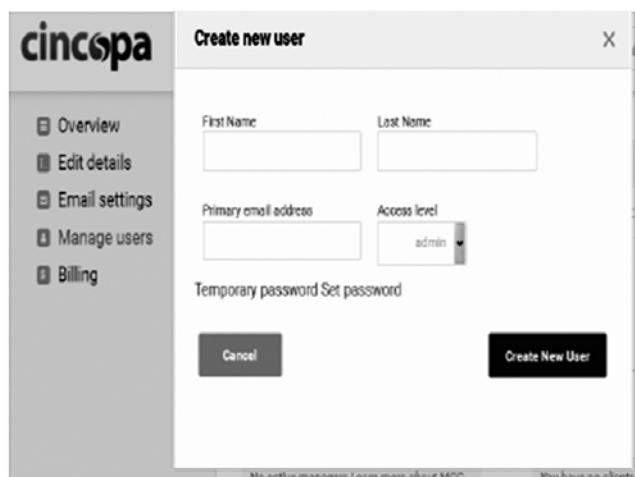 cincopa
Create new user
X
Overview
Edit details
Email settings
Manage users
Billing
First Name
Last Name
Primary email address
Access level
admin
Temporary password Set password
Cancel
Create New User